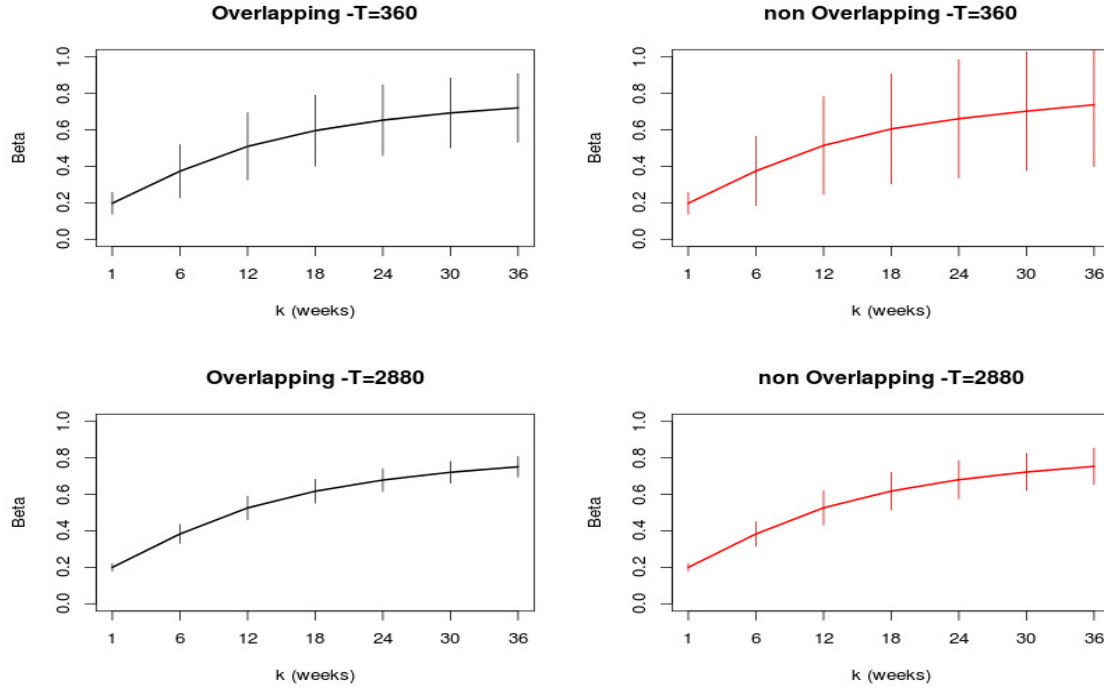 Overlapping -T=360
Beta
0.0 0.2 0.4 0.6 0.8 1.0
1 6 12 18 24 30 36
k (weeks)
non Overlapping -T=360
Beta
0.0 0.2 0.4 0.6 0.8 1.0
1 6 12 18 24 30 36
k (weeks)
Overlapping -T=2880
Beta
0.0 0.2 0.4 0.6 0.8 1.0
1 6 12 18 24 30 36
k (weeks)
non Overlapping -T=2880
Beta
0.0 0.2 0.4 0.6 0.8 1.0
1 6 12 18 24 30 36
k (weeks)